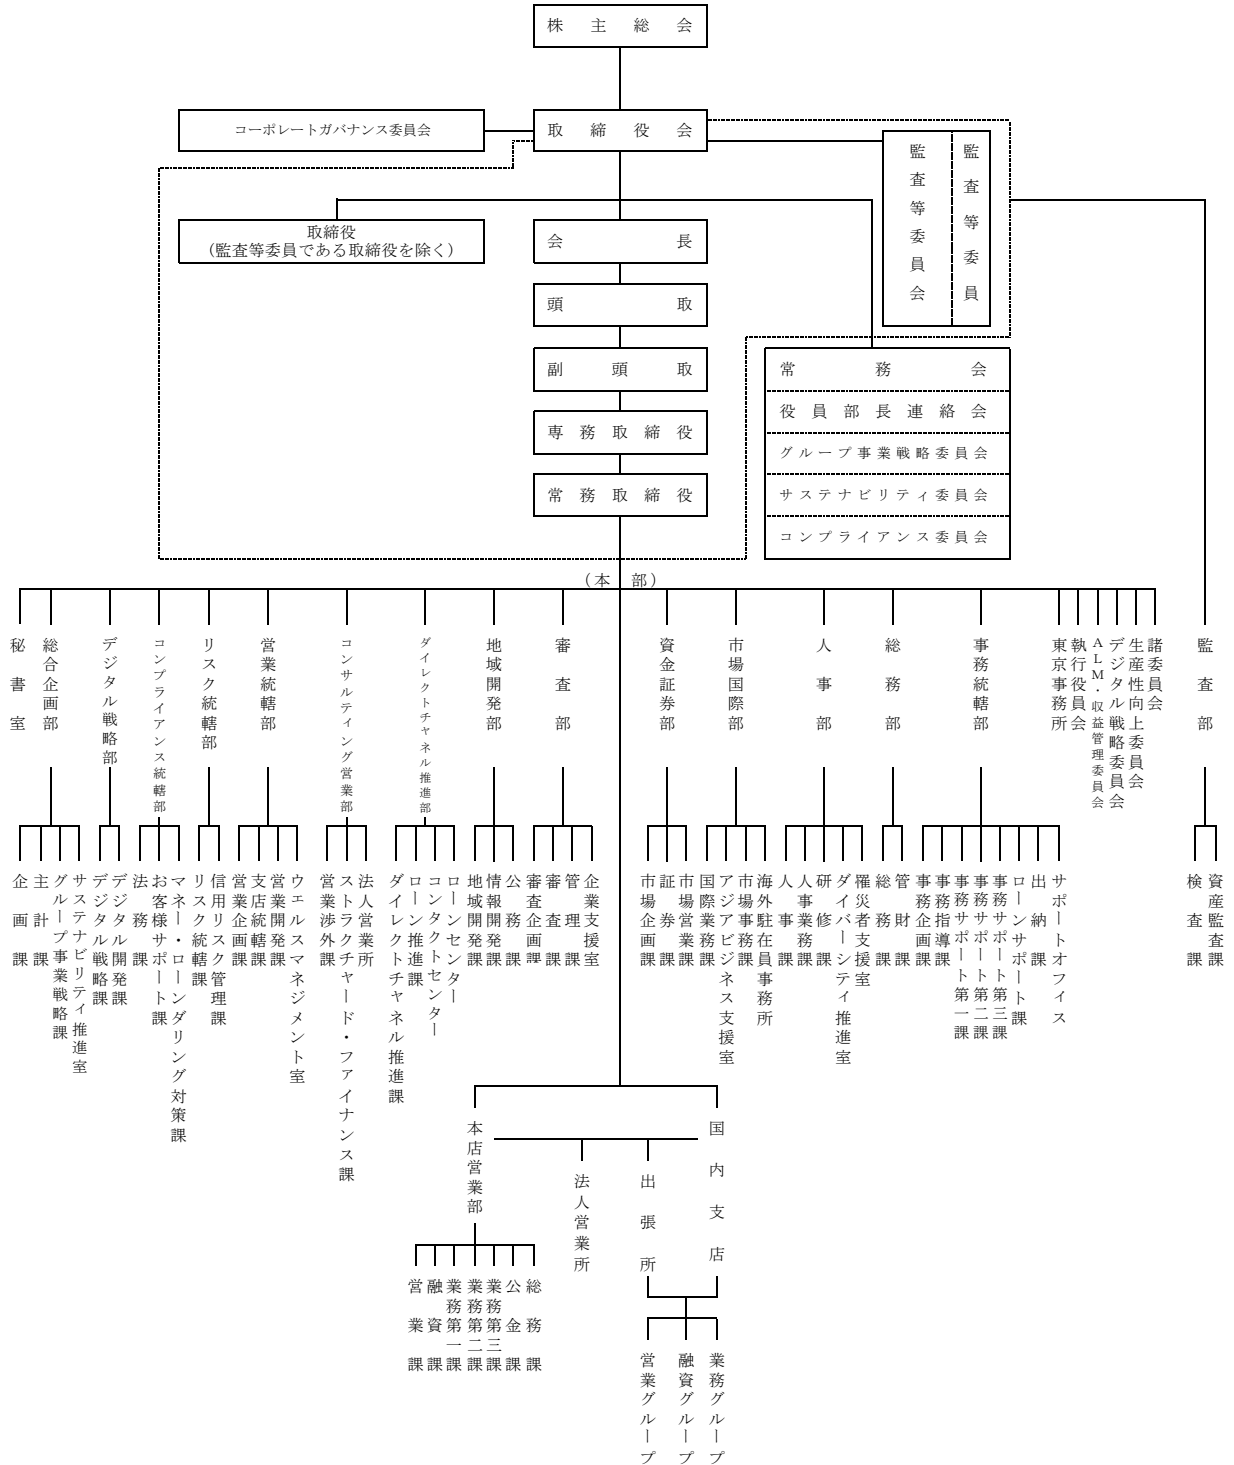 株主総会
コーポレートガバナンス委員会
取締役会
監査等委員会
監査等委員
取締役
(監査等委員である取締役を除く)
会長
頭取
副頭取
専務取締役
常務取締役
常務会
役員部長連絡会
グループ事業戦略委員会
サステナビリティ委員会
コンプライアンス委員会
(本 部)
秘書室
総合企画部
デジタル戦略部
コンプライアンス統轄部
リスク統轄部
営業統轄部
コンサルティング営業部
ダイレクトチャネル推進部
地域開発部
審査部
資金証券部
市場国際部
人事部
総務部
事務統轄部
東京事務所
執行役員会
ALM・収益管理委員会
デジタル戦略委員会
生産性向上委員会
諸委員会
監査部
企画課
主計課
グループ事業戦略課
サステナビリティ推進室
デジタル戦略課
デジタル開発課
法務課
お客様サポート課
マネー・ローンダリング対策課
リスク統轄課
信用リスク管理課
営業企画課
支店統轄課
営業開発課
ウェルスマネジメント室
営業渉外課
ストラクチャード・ファイナンス課
法人営業所
ダイレクトチャネル推進課
ローン推進課
コンタクトセンター
ローンセンター
地域開発課
情報開発課
公務課
審査企画課
審査課
管理課
企業支援室
市場企画課
証券課
市場営業課
国際業務課
アジアビジネス支援室
市場事務課
海外駐在員事務所
人事課
人事業務課
研修課
ダイバーシティ推進室
罹災者支援室
総務課
管財課
事務企画課
事務指導課
事務サポート第一課
事務サポート第二課
事務サポート第三課
ローンサポート課
出納課
サポートオフィス
検査課
資産監査課
本店営業部
法人営業所
出張所
国内支店
営業課
融資課
業務第一課
業務第二課
業務第三課
公金課
総務課
営業グループ
融資グループ
業務グループ